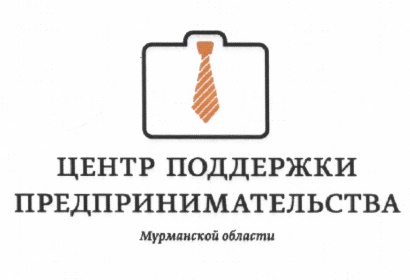 ЦЕНТР ПОДДЕРЖКИ
ПРЕДПРИНИМАТЕЛЬСТВА
Мурманской области